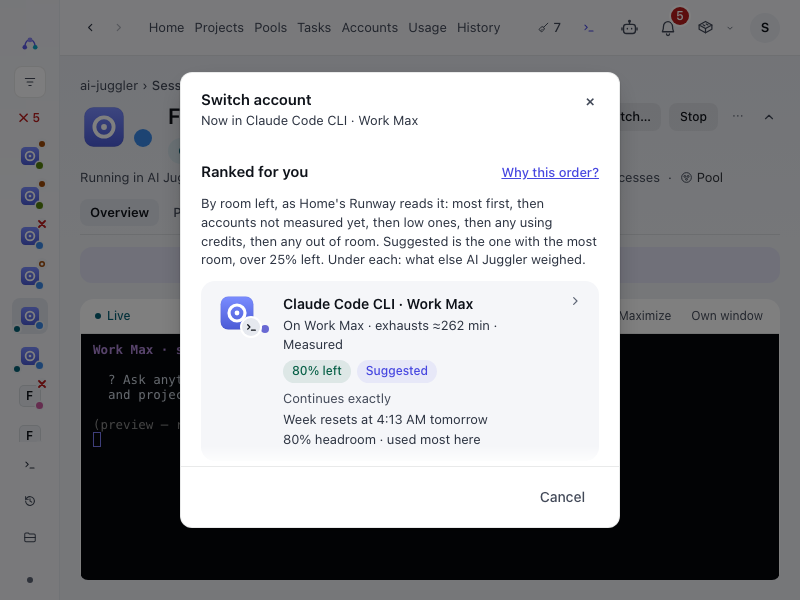 Home Projects Pools Tasks Accounts Usage History 7 5 S
ai-juggler › Sess
5
F
tch... Stop
Running in AI Jug
cesses · Pool
Overview P
Live
Maximize Own window
Work Max · s
? Ask anyt
and projec
(preview — r
F
F
Switch account
×
Now in Claude Code CLI · Work Max
Ranked for you
Why this order?
By room left, as Home's Runway reads it: most first, then
accounts not measured yet, then low ones, then any using
credits, then any out of room. Suggested is the one with the most
room, over 25% left. Under each: what else AI Juggler weighed.
Claude Code CLI · Work Max
On Work Max · exhausts ≈262 min ·
Measured
80% left Suggested
Continues exactly
Week resets at 4:13 AM tomorrow
80% headroom · used most here
Cancel